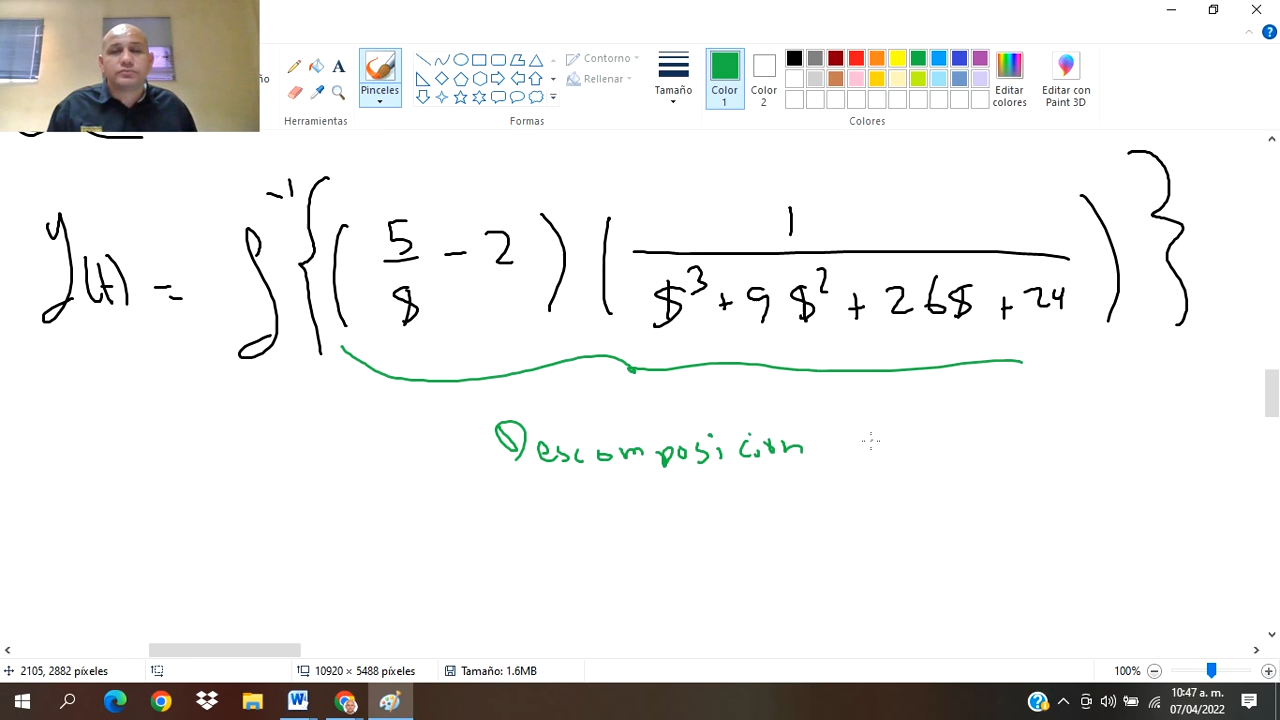 Contorno
Rellenar
Pinceles
Tamaño
Color 1
Color 2
Editar colores
Editar con Paint 3D
Herramientas
Formas
Colores
y(t) = ℒ⁻¹{(5/s - 2)(1/(s³ + 9s² + 26s + 24))}
Descomposición
2105, 2882 píxeles
10920 × 5488 píxeles
Tamaño: 1.6MB
100%
10:47 a. m.
07/04/2022